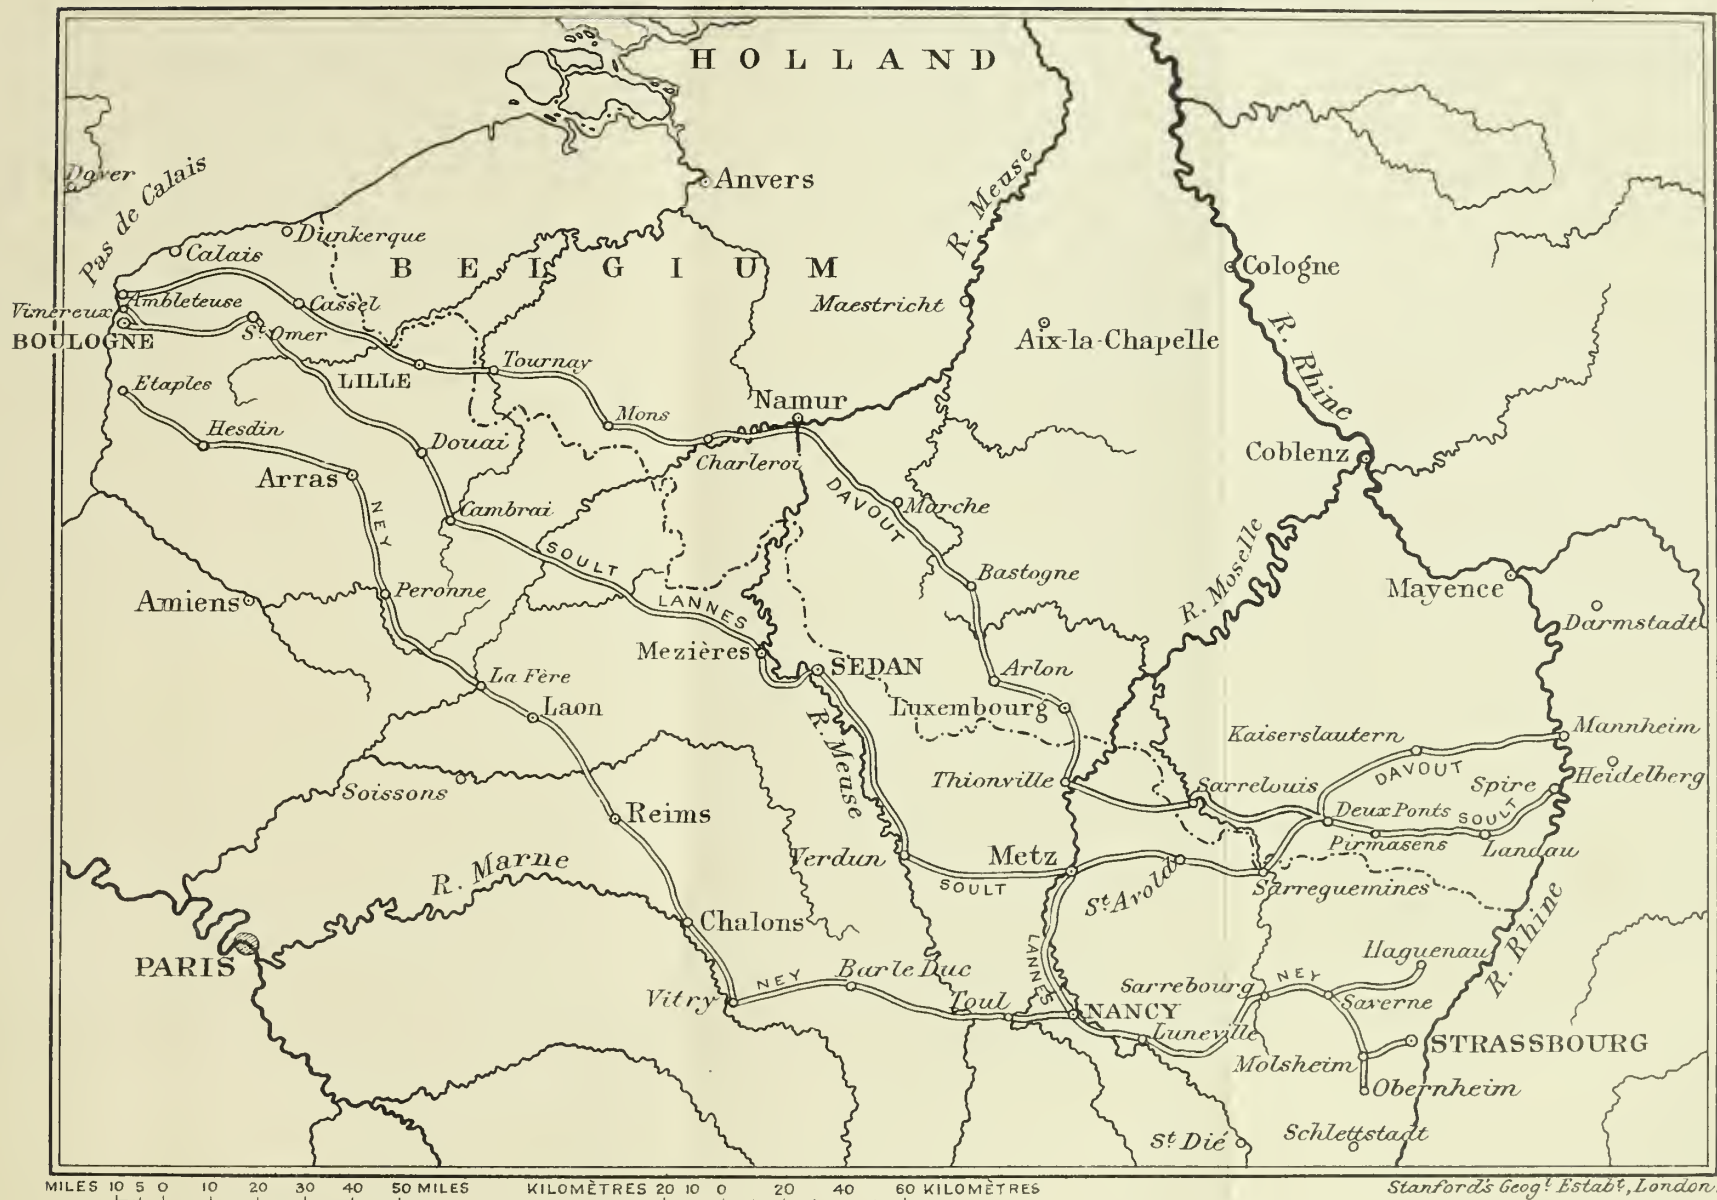 HOLLAND
Dover
Pas de Calais
Anvers
R. Meuse
Dunkerque
Calais
BELGIUM
Cologne
Vimereux
Ambleteuse
Cassel
Maestricht
BOULOGNE
St. Omer
Aix-la-Chapelle
R. Rhine
Etaples
LILLE
Tournay
Namur
Mons
Hesdin
Douai
Charleroi
Coblenz
Arras
DAVOUT
Marche
NEY
Cambrai
SOULT
R. Moselle
Bastogne
Mayence
Amiens
Peronne
LANNES
Darmstadt
Mezières
SEDAN
Arlon
La Fère
Laon
Luxembourg
R. Meuse
Kaiserslautern
Mannheim
DAVOUT
Thionville
Sarrelouis
Spire
Heidelberg
Soissons
Reims
Deux Ponts
SOULT
Pirmasens
Landau
R. Marne
Verdun
Metz
SOULT
St. Avold
Sarreguemines
Chalons
PARIS
LANNES
R. Rhine
Haguenau
Vitry
NEY
Bar le Duc
Toul
NANCY
Sarrebourg
NEY
Saverne
Luneville
STRASSBOURG
Molsheim
Obernheim
St. Dié
Schlettstadt
MILES 10 5 0 10 20 30 40 50 MILES
KILOMÈTRES 20 10 0 20 40 60 KILOMÈTRES
Stanford's Geogl. Estabt., London.